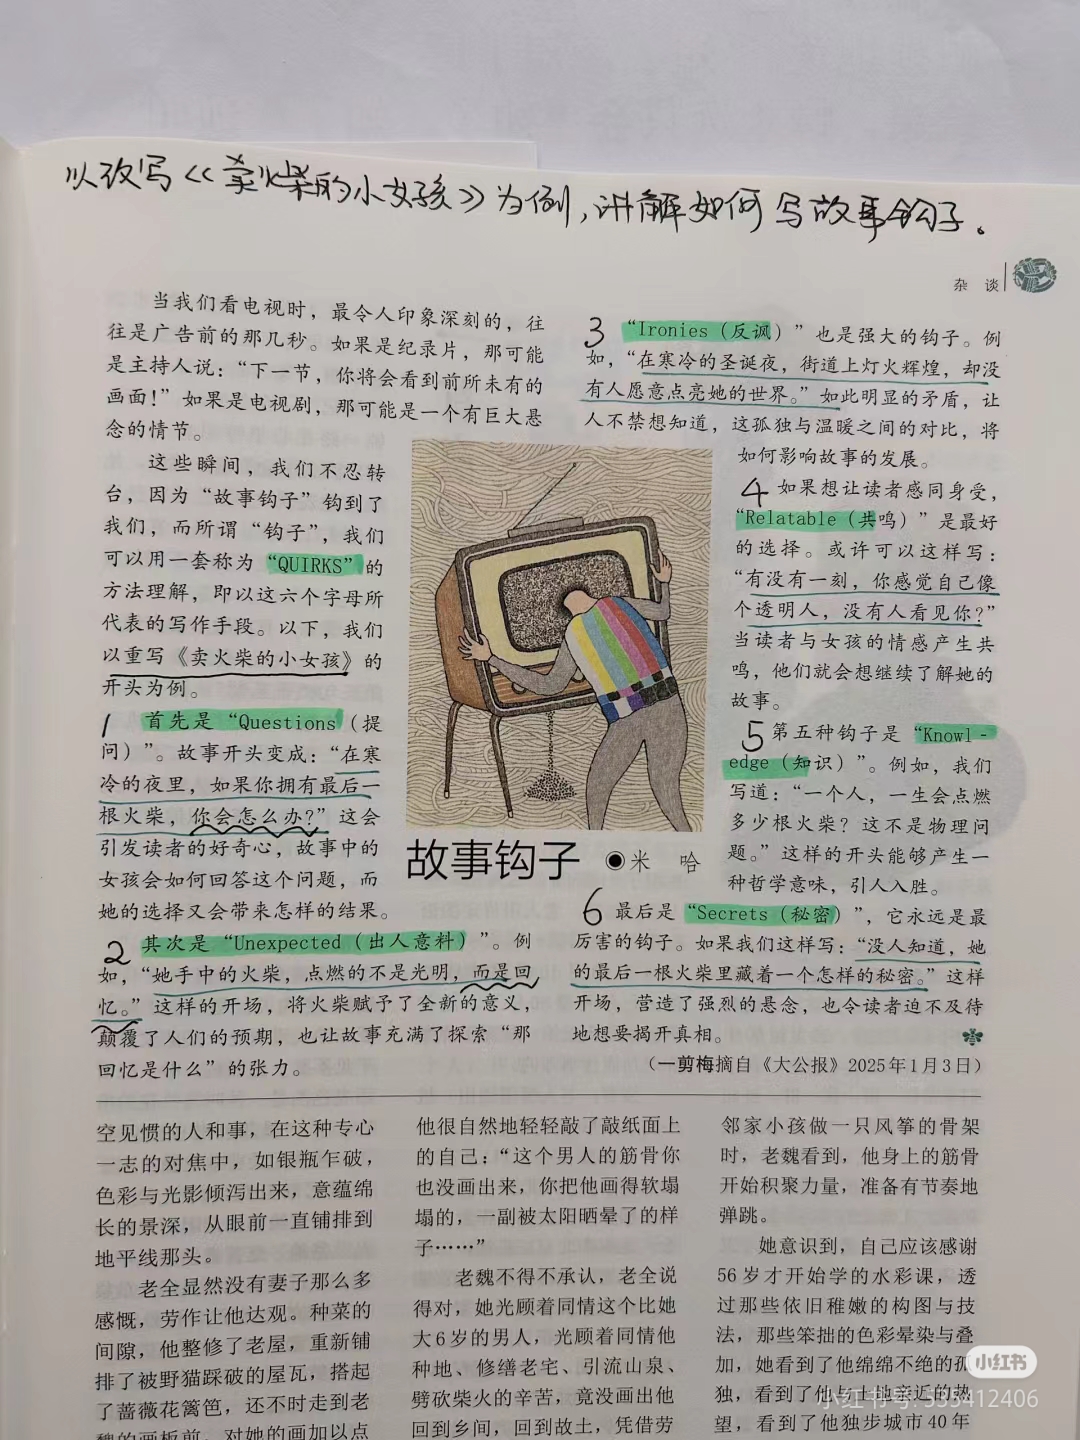 以改写《卖火柴的小女孩》为例，讲解如何写故事钩子。
杂 谈
当我们看电视时，最令人印象深刻的，往
往是广告前的那几秒。如果是纪录片，那可能
是主持人说：“下一节，你将会看到前所未有的
画面！”如果是电视剧，那可能是一个有巨大悬
念的情节。
这些瞬间，我们不忍转
台，因为“故事钩子”钩到了
我们，而所谓“钩子”，我们
可以用一套称为“QUIRKS”的
方法理解，即以这六个字母所
代表的写作手段。以下，我们
以重写《卖火柴的小女孩》的
开头为例。
1 首先是“Questions（提
问）”。故事开头变成：“在寒
冷的夜里，如果你拥有最后一
根火柴，你会怎么办？”这会
引发读者的好奇心，故事中的
女孩会如何回答这个问题，而
她的选择又会带来怎样的结果。
2 其次是“Unexpected（出人意料）”。例
如，“她手中的火柴，点燃的不是光明，而是回
忆。”这样的开场，将火柴赋予了全新的意义，
颠覆了人们的预期，也让故事充满了探索“那
回忆是什么”的张力。
故事钩子 ◉米 哈
3 “Ironies（反讽）”也是强大的钩子。例
如，“在寒冷的圣诞夜，街道上灯火辉煌，却没
有人愿意点亮她的世界。”如此明显的矛盾，让
人不禁想知道，这孤独与温暖之间的对比，将
如何影响故事的发展。
4 如果想让读者感同身受，
“Relatable（共鸣）”是最好
的选择。或许可以这样写：
“有没有一刻，你感觉自己像
个透明人，没有人看见你？”
当读者与女孩的情感产生共
鸣，他们就会想继续了解她的
故事。
5 第五种钩子是“Knowl-
edge（知识）”。例如，我们
写道：“一个人，一生会点燃
多少根火柴？这不是物理问
题。”这样的开头能够产生一
种哲学意味，引人入胜。
6 最后是“Secrets（秘密）”，它永远是最
厉害的钩子。如果我们这样写：“没人知道，她
的最后一根火柴里藏着一个怎样的秘密。”这样
开场，营造了强烈的悬念，也令读者迫不及待
地想要揭开真相。
（一剪梅摘自《大公报》2025年1月3日）
空见惯的人和事，在这种专心
一志的对焦中，如银瓶乍破，
色彩与光影倾泻出来，意蕴绵
长的景深，从眼前一直铺排到
地平线那头。
老全显然没有妻子那么多
感慨，劳作让他达观。种菜的
间隙，他整修了老屋，重新铺
排了被野猫踩破的屋瓦，搭起
了蔷薇花篱笆，还不时走到老
魏的画板前，对她的画加以点
他很自然地轻轻敲了敲纸面上
的自己：“这个男人的筋骨你
也没画出来，你把他画得软塌
塌的，一副被太阳晒晕了的样
子……”
老魏不得不承认，老全说
得对，她光顾着同情这个比她
大6岁的男人，光顾着同情他
种地、修缮老宅、引流山泉、
劈砍柴火的辛苦，竟没画出他
回到乡间，回到故土，凭借劳
邻家小孩做一只风筝的骨架
时，老魏看到，他身上的筋骨
开始积聚力量，准备有节奏地
弹跳。
她意识到，自己应该感谢
56岁才开始学的水彩课，透
过那些依旧稚嫩的构图与技
法，那些笨拙的色彩晕染与叠
加，她看到了他绵绵不绝的孤
独，看到了他与土地亲近的热
望，看到了他独步城市40年
小红书
小红书号：533412406